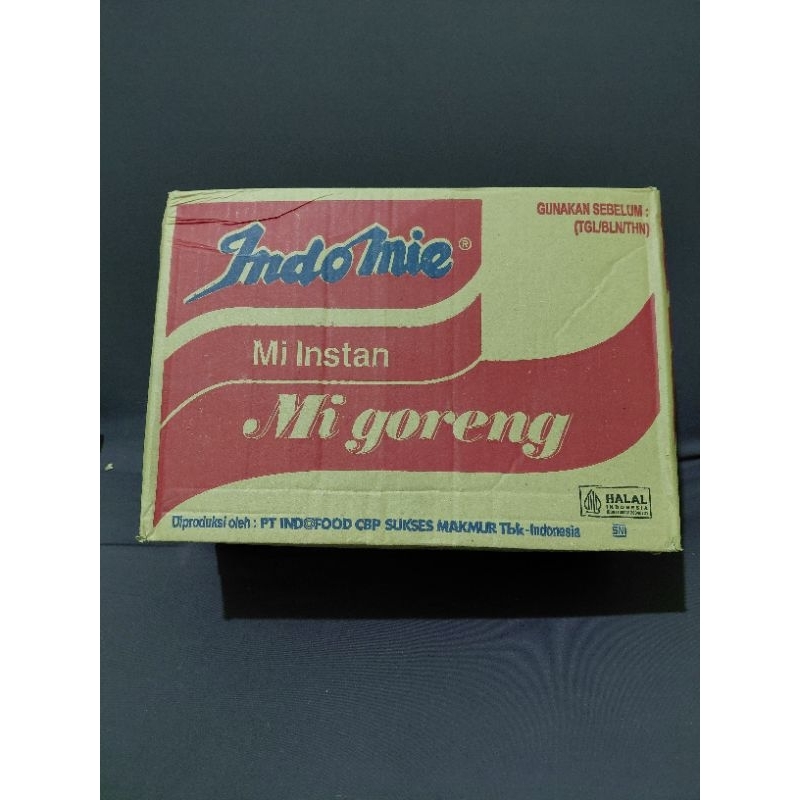 Indomie®
GUNAKAN SEBELUM :
(TGL/BLN/THN)
Mi Instan
Mi goreng
HALAL
INDONESIA
Diproduksi oleh : PT INDOFOOD CBP SUKSES MAKMUR Tbk-Indonesia
SNI